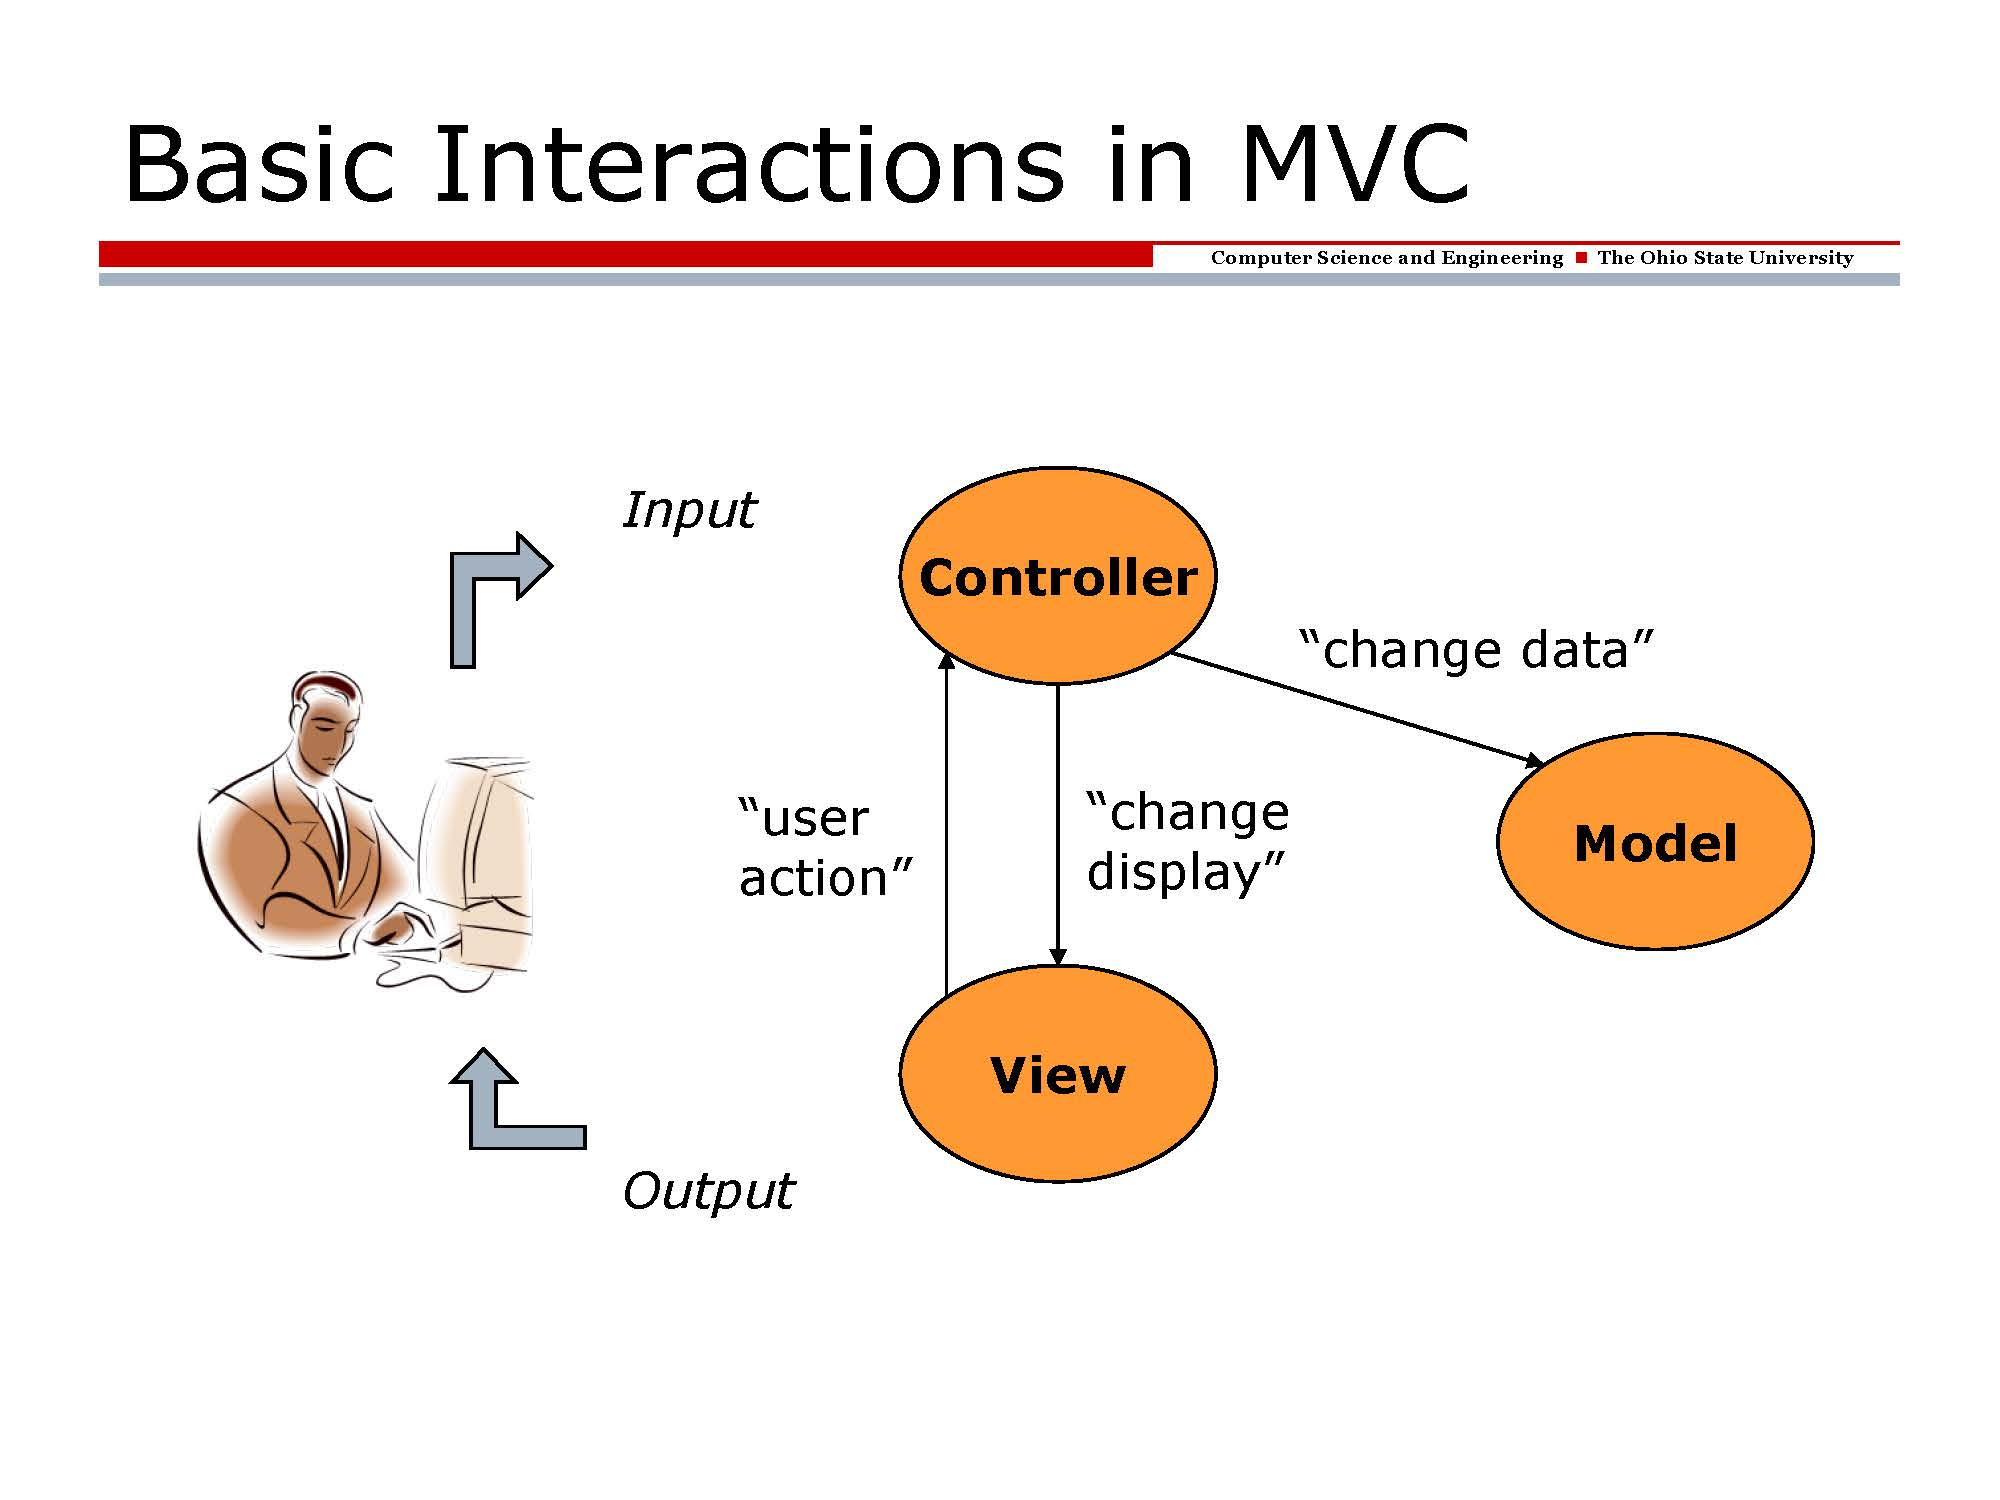 Basic Interactions in MVC
Computer Science and Engineering ■ The Ohio State University
Input
Controller
“change data”
“user
action”
“change
display”
Model
View
Output